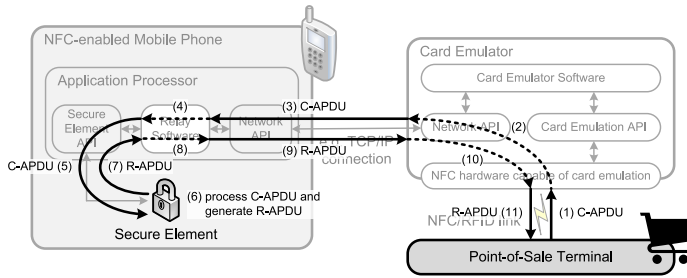 NFC-enabled Mobile Phone
Application Processor
Secure
Element
API
Relay
Software
Network
API
(4)
(8)
C-APDU (5)
(7) R-APDU
(6) process C-APDU and
generate R-APDU
Secure Element
(3) C-APDU
(9) R-APDU
e.g. TCP/IP
connection
Card Emulator
Card Emulator Software
Network API
(2)
Card Emulation API
(10)
NFC hardware capable of card emulation
R-APDU (11)
(1) C-APDU
NFC/RFID link
Point-of-Sale Terminal